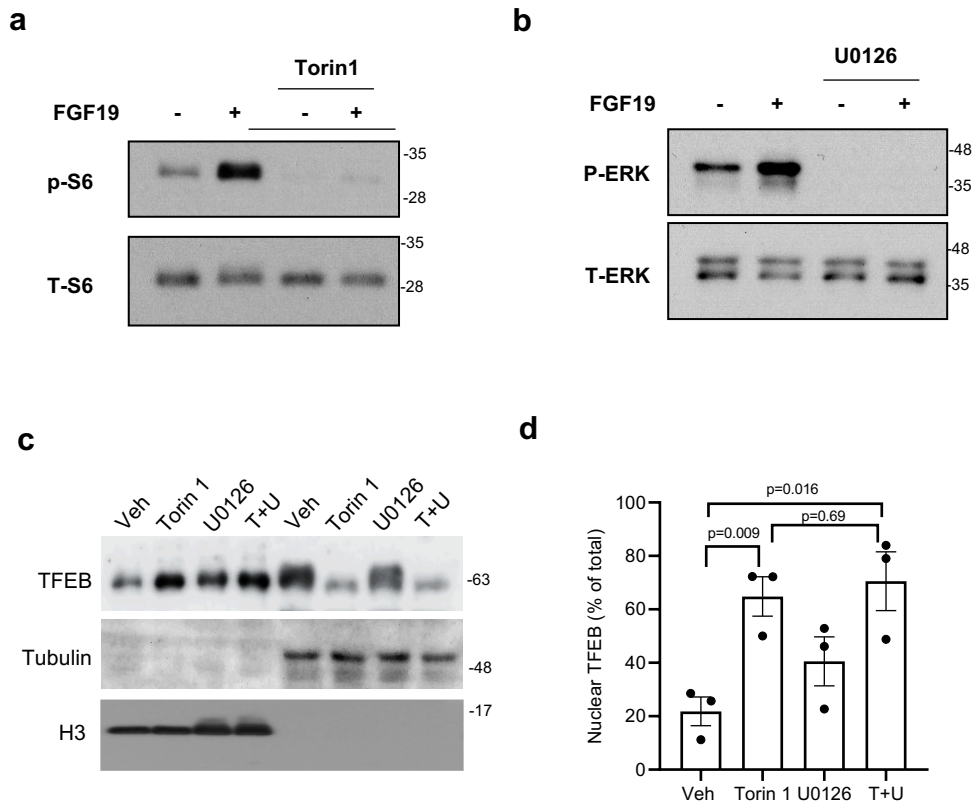 a
Torin1
FGF19 - + - +
p-S6
-35
-28
T-S6
-35
-28
b
U0126
FGF19 - + - +
P-ERK
-48
-35
T-ERK
-48
-35
c
Veh Torin 1 U0126 T+U Veh Torin 1 U0126 T+U
TFEB
-63
Tubulin
-48
H3
-17
d
Nuclear TFEB (% of total)
100
80
60
40
20
0
p=0.016
p=0.69
p=0.009
Veh Torin 1 U0126 T+U